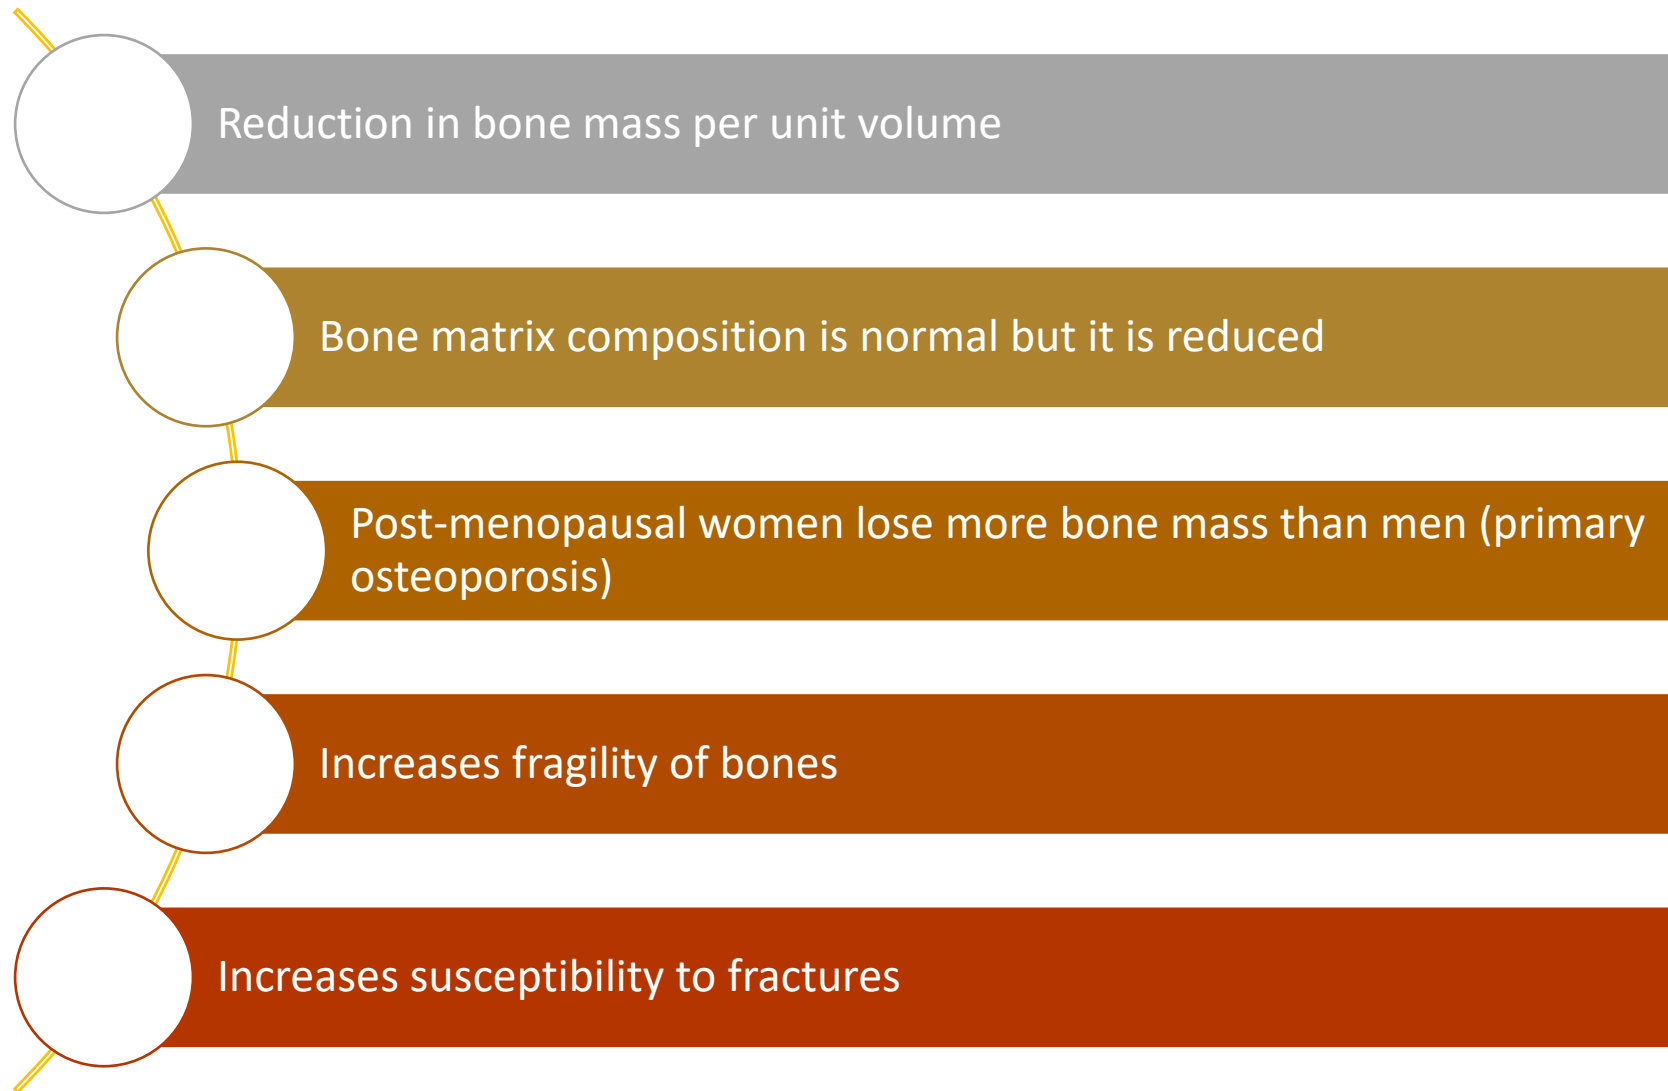 Reduction in bone mass per unit volume
Bone matrix composition is normal but it is reduced
Post-menopausal women lose more bone mass than men (primary
osteoporosis)
Increases fragility of bones
Increases susceptibility to fractures